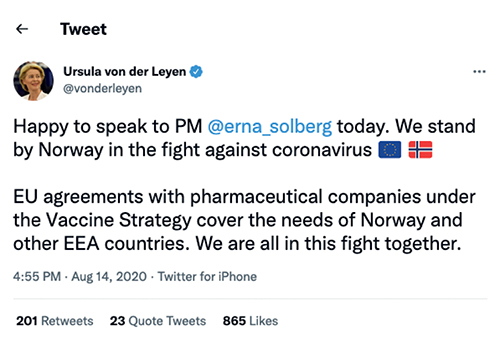 ← Tweet
Ursula von der Leyen
@vonderleyen
Happy to speak to PM @erna_solberg today. We stand
by Norway in the fight against coronavirus 🇪🇺 🇳🇴
EU agreements with pharmaceutical companies under
the Vaccine Strategy cover the needs of Norway and
other EEA countries. We are all in this fight together.
4:55 PM · Aug 14, 2020 · Twitter for iPhone
201 Retweets 23 Quote Tweets 865 Likes